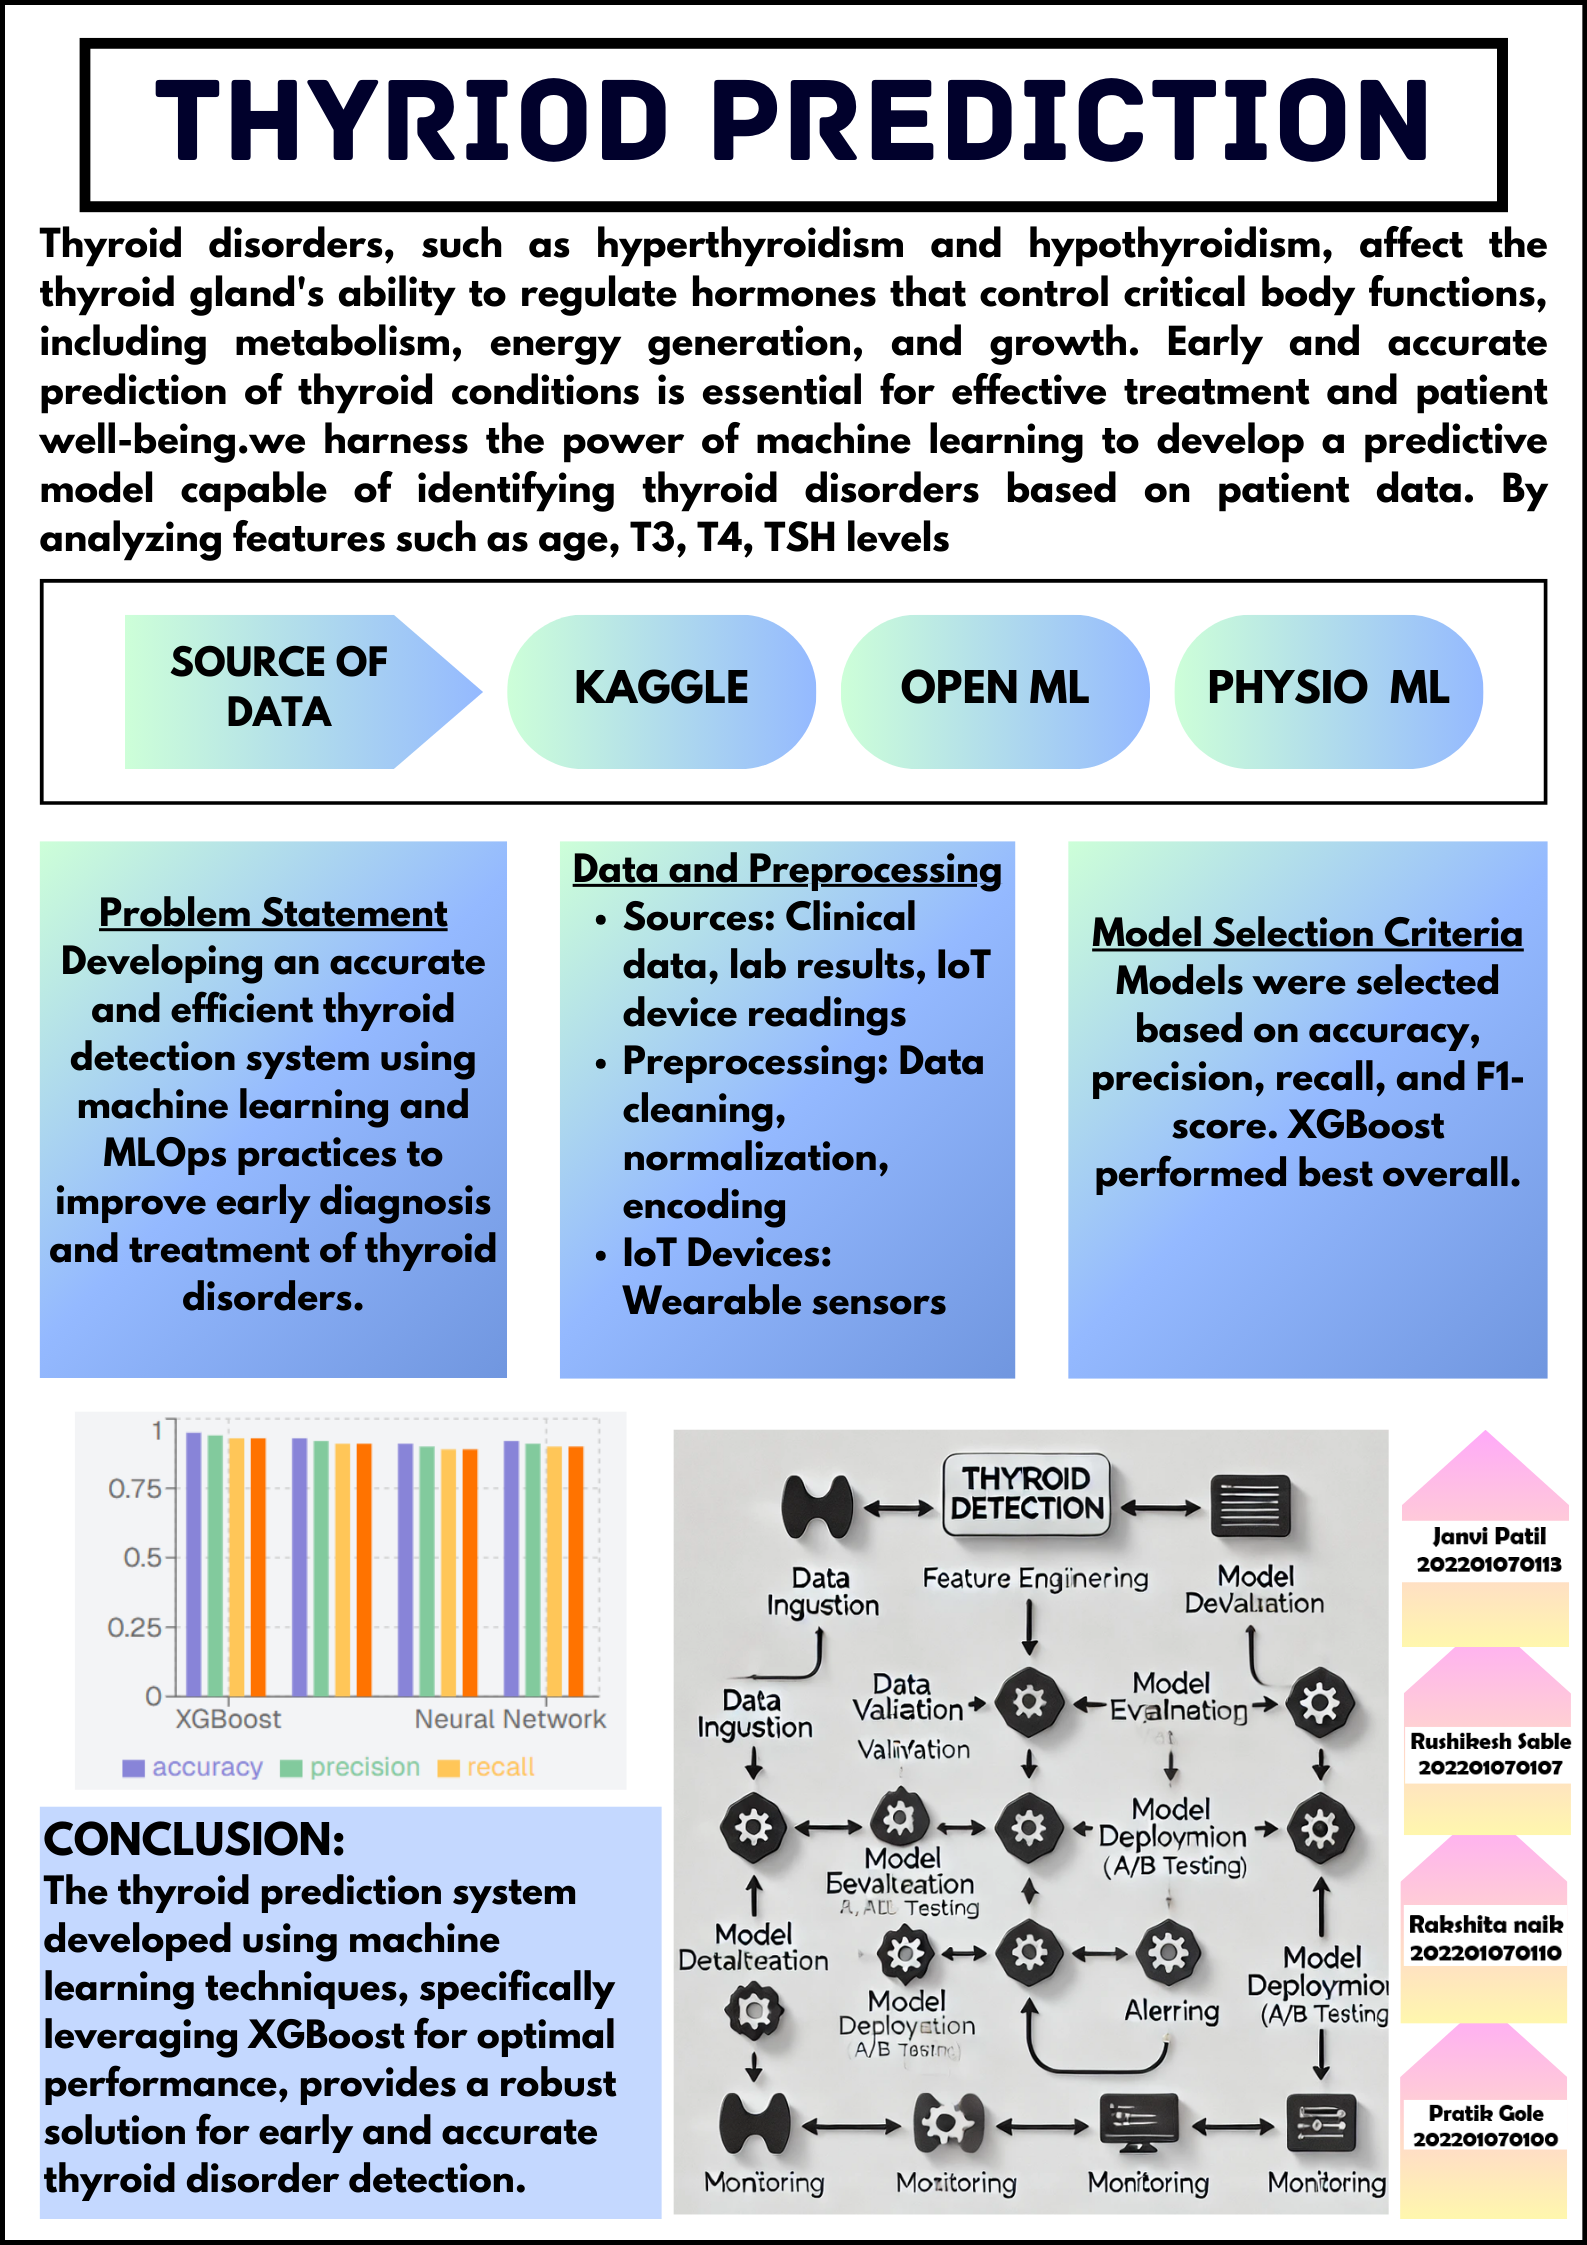 THYRIOD PREDICTION
Thyroid disorders, such as hyperthyroidism and hypothyroidism, affect the
thyroid gland's ability to regulate hormones that control critical body functions,
including metabolism, energy generation, and growth. Early and accurate
prediction of thyroid conditions is essential for effective treatment and patient
well-being.we harness the power of machine learning to develop a predictive
model capable of identifying thyroid disorders based on patient data. By
analyzing features such as age, T3, T4, TSH levels
SOURCE OF
DATA
KAGGLE
OPEN ML
PHYSIO ML
Problem Statement
Developing an accurate
and efficient thyroid
detection system using
machine learning and
MLOps practices to
improve early diagnosis
and treatment of thyroid
disorders.
Data and Preprocessing
• Sources: Clinical
data, lab results, IoT
device readings
• Preprocessing: Data
cleaning,
normalization,
encoding
• IoT Devices:
Wearable sensors
Model Selection Criteria
Models were selected
based on accuracy,
precision, recall, and F1-
score. XGBoost
performed best overall.
1
0.75
0.5
0.25
0
XGBoost
Neural Network
accuracy
precision
recall
CONCLUSION:
The thyroid prediction system
developed using machine
learning techniques, specifically
leveraging XGBoost for optimal
performance, provides a robust
solution for early and accurate
thyroid disorder detection.
THYROID
DETECTION
Data
Ingustion
Feature Enginering
Model
Data
Ingustion
Data
Valiation
Model
Evalnation
Model
Deploymion
(A/B Testing)
Model
Testing
Model
Detalteation
Model
Alerring
Model
Deploymior
(A/B Testing
Monitoring
Mozitoring
Monitoring
Monitoring
Janvi Patil
202201070113
Rushikesh Sable
202201070107
Rakshita naik
202201070110
Pratik Gole
202201070100